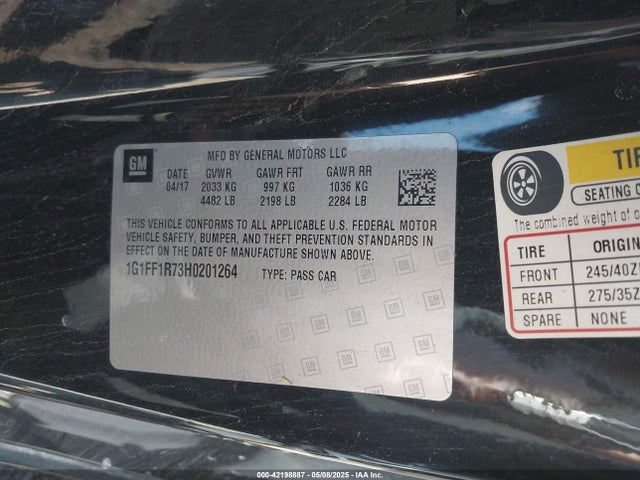 GM
MFD BY GENERAL MOTORS LLC
DATE GVWR GAWR FRT GAWR RR
04/17 2033 KG 997 KG 1036 KG
4482 LB 2198 LB 2284 LB
THIS VEHICLE CONFORMS TO ALL APPLICABLE U.S. FEDERAL MOTOR
VEHICLE SAFETY, BUMPER, AND THEFT PREVENTION STANDARDS IN
EFFECT ON THE DATE OF MANUFACTURE SHOWN ABOVE.
1G1FF1R73H0201264 TYPE: PASS CAR
TIR
SEATING C
The combined weight of o
TIRE ORIGIN
FRONT 245/40Z
REAR 275/35Z
SPARE NONE
000-42198887 05/08/2025 - IAAI, Inc.